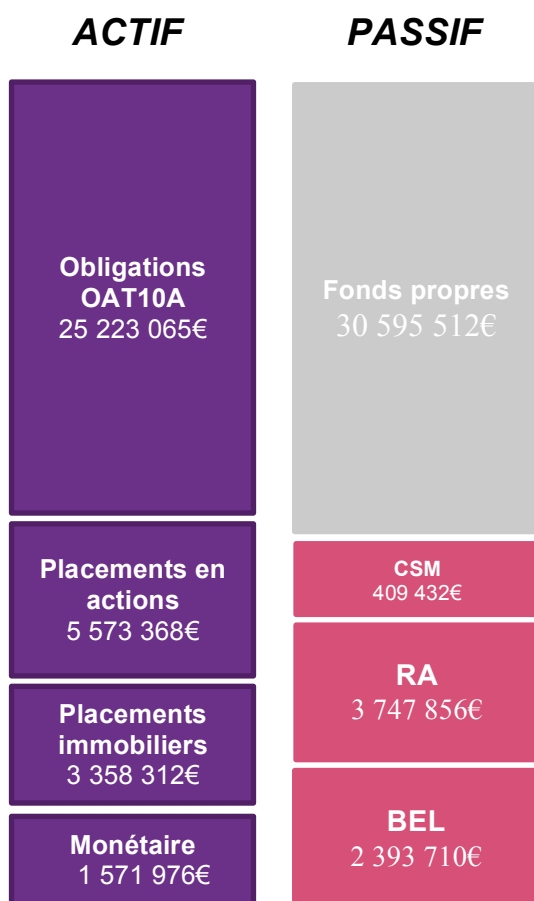 ACTIF
Obligations
OAT10A
25 223 065€
Placements en
actions
5 573 368€
Placements
immobiliers
3 358 312€
Monétaire
1 571 976€
PASSIF
Fonds propres
30 595 512€
CSM
409 432€
RA
3 747 856€
BEL
2 393 710€